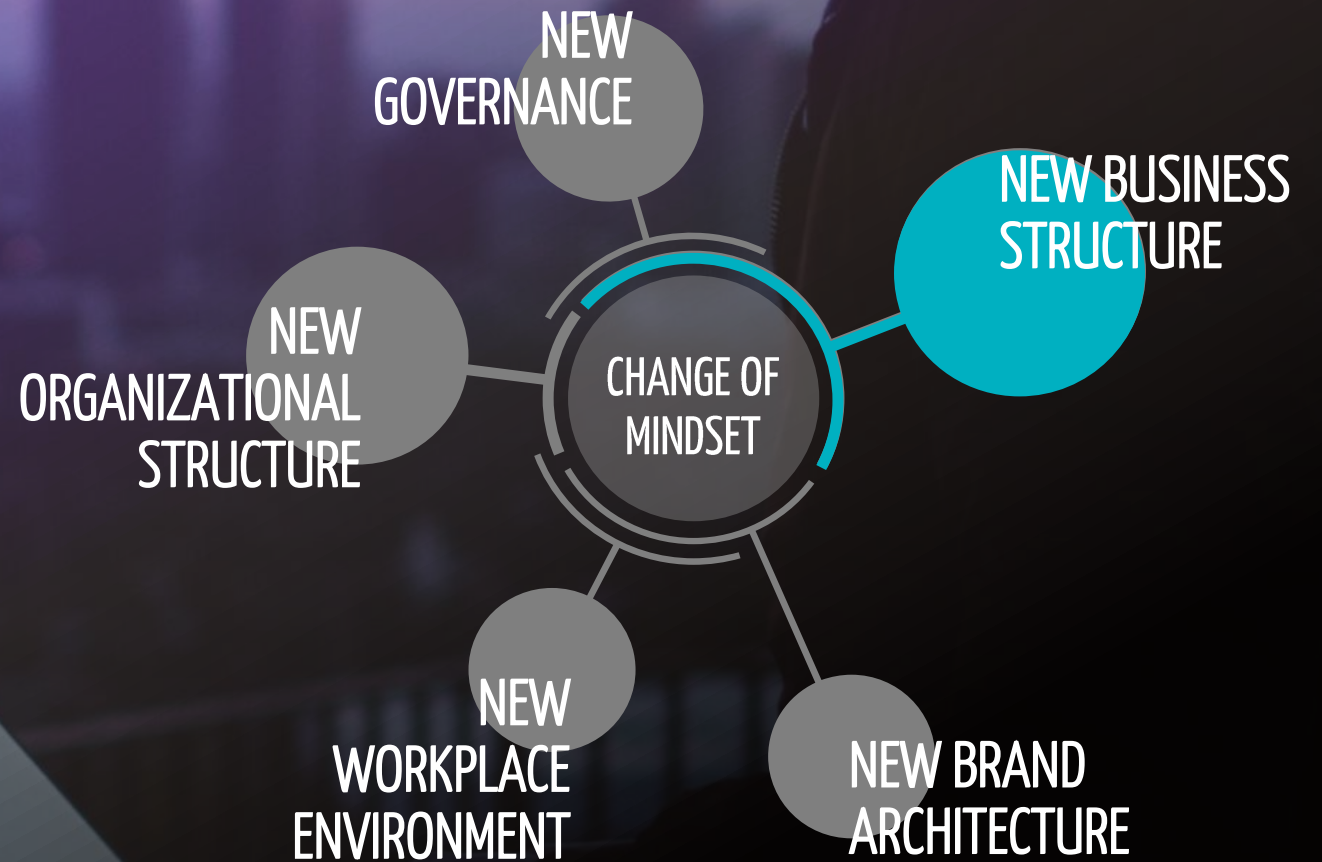 NEW
GOVERNANCE
NEW BUSINESS
STRUCTURE
NEW
ORGANIZATIONAL
STRUCTURE
CHANGE OF
MINDSET
NEW
WORKPLACE
ENVIRONMENT
NEW BRAND
ARCHITECTURE